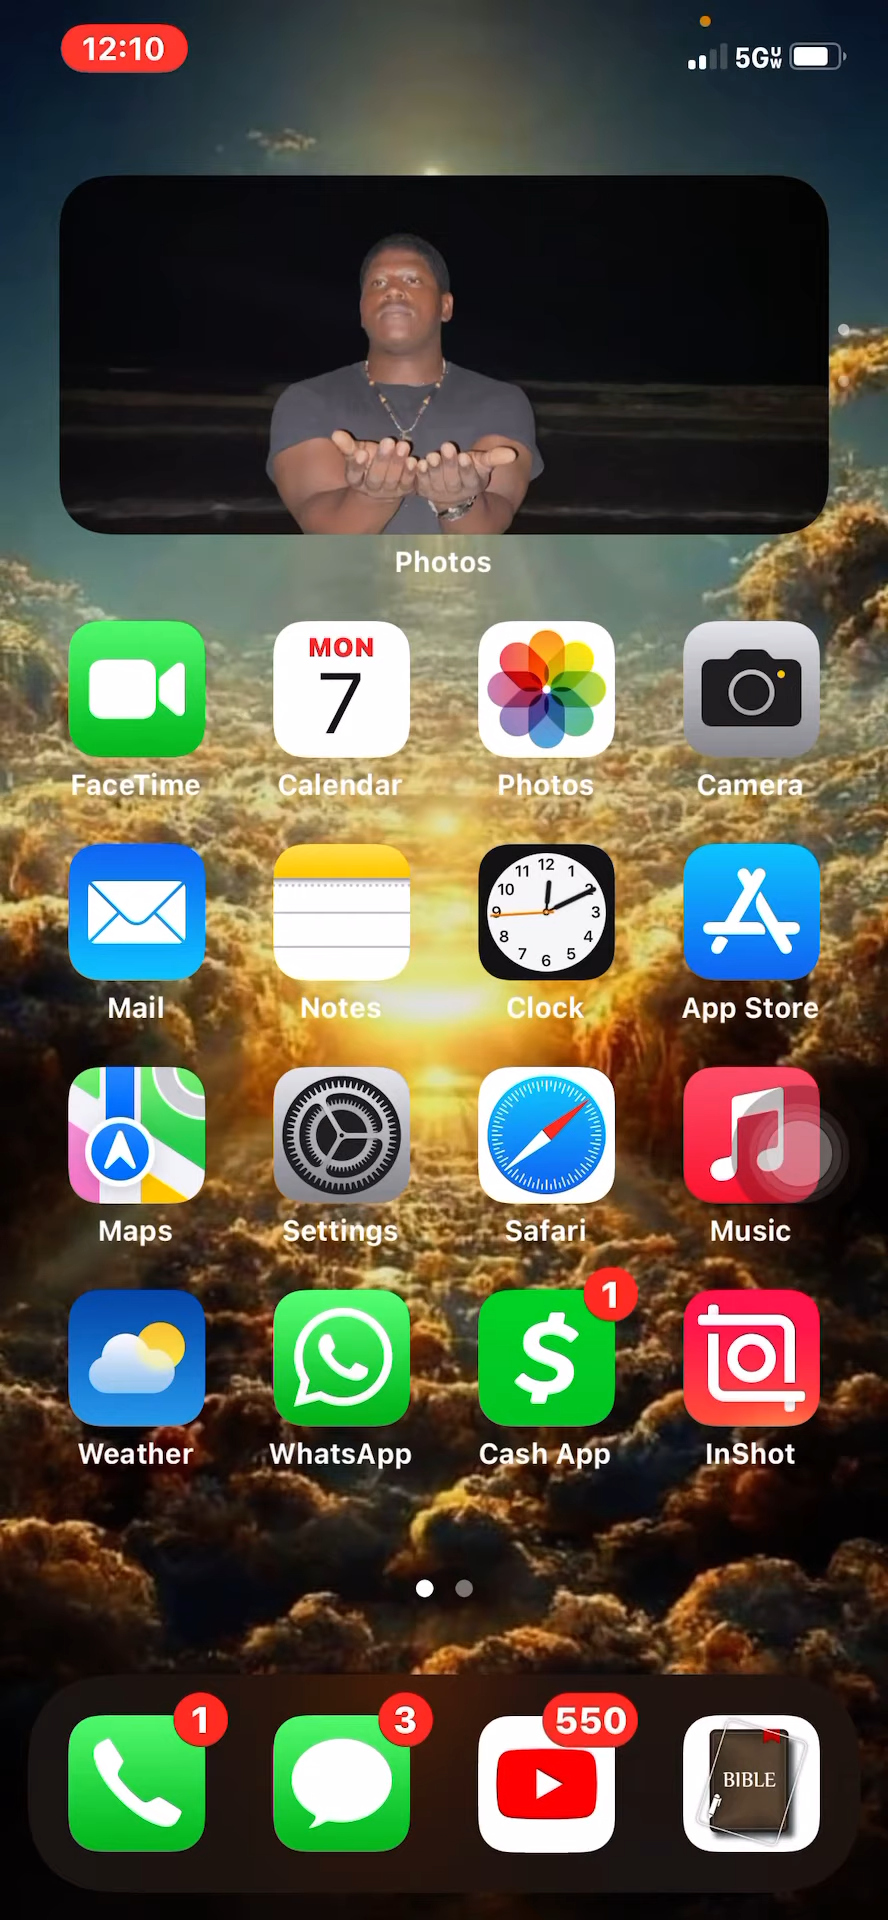 12:10
5G UW
Photos
MON
7
FaceTime
Calendar
Photos
Camera
12
11
1
10
2
9
3
8
4
7
5
6
Mail
Notes
Clock
App Store
Maps
Settings
Safari
Music
1
$
Weather
WhatsApp
Cash App
InShot
1
3
550
BIBLE